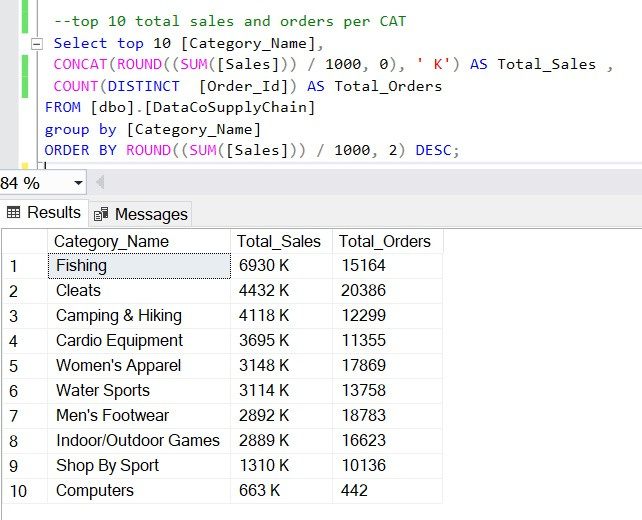 --top 10 total sales and orders per CAT
Select top 10 [Category_Name],
CONCAT(ROUND((SUM([Sales])) / 1000, 0), ' K') AS Total_Sales ,
COUNT(DISTINCT  [Order_Id]) AS Total_Orders
FROM [dbo].[DataCoSupplyChain]
group by [Category_Name]
ORDER BY ROUND((SUM([Sales])) / 1000, 2) DESC;
84 %
Results Messages
Category_Name Total_Sales Total_Orders
1 Fishing 6930 K 15164
2 Cleats 4432 K 20386
3 Camping & Hiking 4118 K 12299
4 Cardio Equipment 3695 K 11355
5 Women's Apparel 3148 K 17869
6 Water Sports 3114 K 13758
7 Men's Footwear 2892 K 18783
8 Indoor/Outdoor Games 2889 K 16623
9 Shop By Sport 1310 K 10136
10 Computers 663 K 442